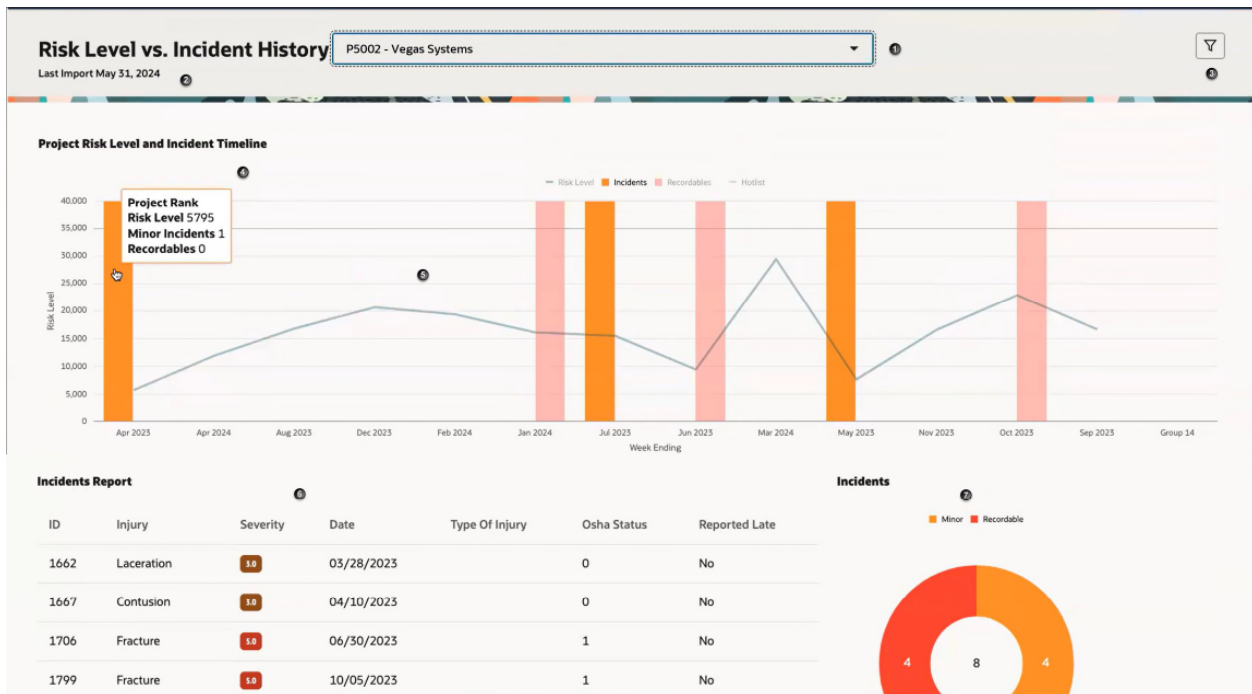 Risk Level vs. Incident History
P5002 - Vegas Systems
1
Last Import May 31, 2024
2
3
Project Risk Level and Incident Timeline
4
Risk Level Incidents Recordables Hotlist
Project Rank
Risk Level 5795
Minor Incidents 1
Recordables 0
5
40,000
35,000
30,000
25,000
20,000
15,000
10,000
5,000
0
Risk Level
Apr 2023 Apr 2024 Aug 2023 Dec 2023 Feb 2024 Jan 2024 Jul 2023 Jun 2023 Mar 2024 May 2023 Nov 2023 Oct 2023 Sep 2023 Group 14
Week Ending
Incidents Report
6
ID Injury Severity Date Type Of Injury Osha Status Reported Late
1662 Laceration 3.0 03/28/2023 0 No
1667 Contusion 3.0 04/10/2023 0 No
1706 Fracture 5.0 06/30/2023 1 No
1799 Fracture 5.0 10/05/2023 1 No
Incidents
7
Minor Recordable
4 8 4